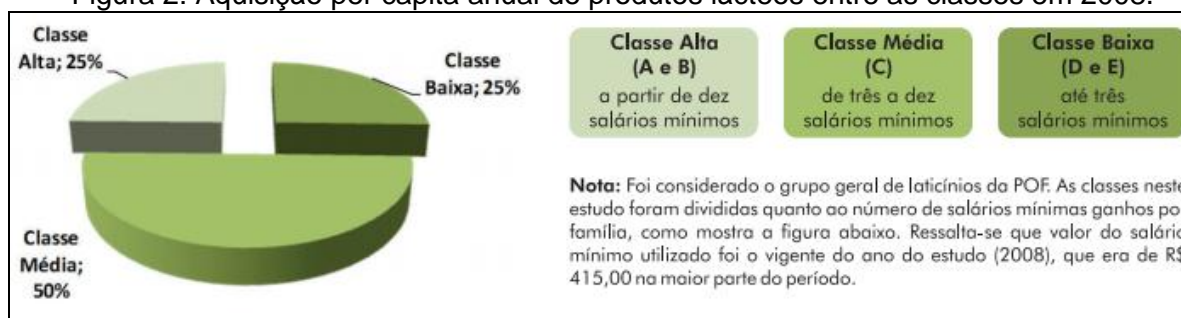 Figura 2. Aquisição per capita anual de produtos lácteos entre as classes em 2008.
Classe
Alta; 25%
Classe
Baixa; 25%
Classe
Média;
50%
Classe Alta
(A e B)
a partir de dez
salários mínimos
Classe Média
(C)
de três a dez
salários mínimos
Classe Baixa
(D e E)
até três
salários mínimos
Nota: Foi considerado o grupo geral de laticínios da POF. As classes neste
estudo foram divididas quanto ao número de salários mínimas ganhos po
família, como mostra a figura abaixo. Ressalta-se que valor do salário
mínimo utilizado foi o vigente do ano do estudo (2008), que era de R$
415,00 na maior parte do período.